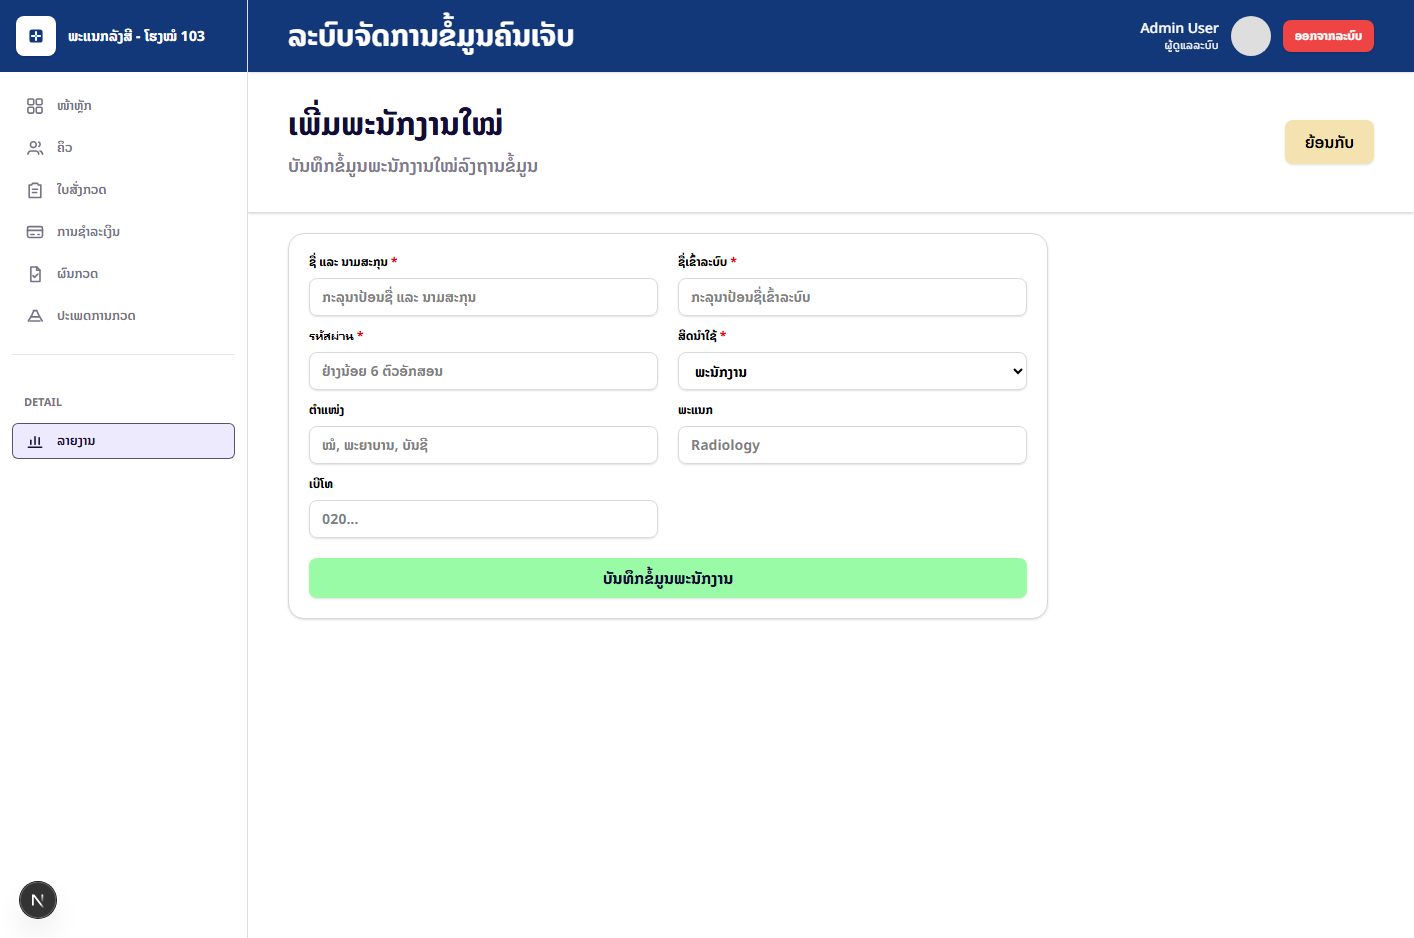 ພະແນກລັງສີ - ໂຮງໝໍ 103
ລະບົບຈັດການຂໍ້ມູນຄົນເຈັບ
Admin User
ຜູ້ດູແລລະບົບ
ອອກຈາກລະບົບ
ໜ້າຫຼັກ
ຄິວ
ໃບສັ່ງກວດ
ການຊຳລະເງິນ
ຜົນກວດ
ປະເພດການກວດ
DETAIL
ລາຍງານ
ເພີ່ມພະນັກງານໃໝ່
ບັນທຶກຂໍ້ມູນພະນັກງານໃໝ່ລົງຖານຂໍ້ມູນ
ຍ້ອນກັບ
ຊື່ ແລະ ນາມສະກຸນ *
ກະລຸນາປ້ອນຊື່ ແລະ ນາມສະກຸນ
ຊື່ເຂົ້າລະບົບ *
ກະລຸນາປ້ອນຊື່ເຂົ້າລະບົບ
รหัสผ่าน *
ຢ່າງນ້ອຍ 6 ຕົວອັກສອນ
ສິດນຳໃຊ້ *
ພະນັກງານ
ຕຳແໜ່ງ
ໝໍ, ພະຍາບານ, ບັນຊີ
ພະແນກ
Radiology
ເບີໂທ
020...
ບັນທຶກຂໍ້ມູນພະນັກງານ
N